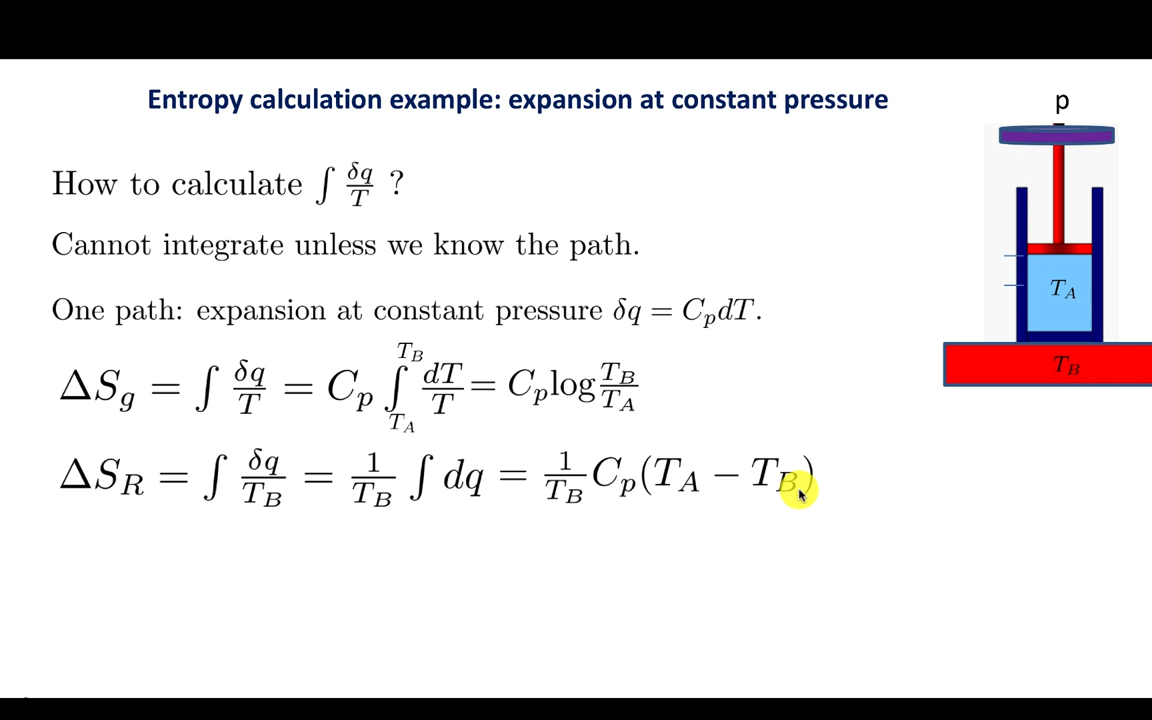 Entropy calculation example: expansion at constant pressure
p
How to calculate ∫ δq/T ?
Cannot integrate unless we know the path.
One path: expansion at constant pressure δq = C_p dT.
ΔS_g = ∫ δq/T = C_p ∫_{T_A}^{T_B} dT/T = C_p log T_B/T_A
ΔS_R = ∫ δq/T_B = 1/T_B ∫ dq = 1/T_B C_p(T_A − T_B)
T_A
T_B